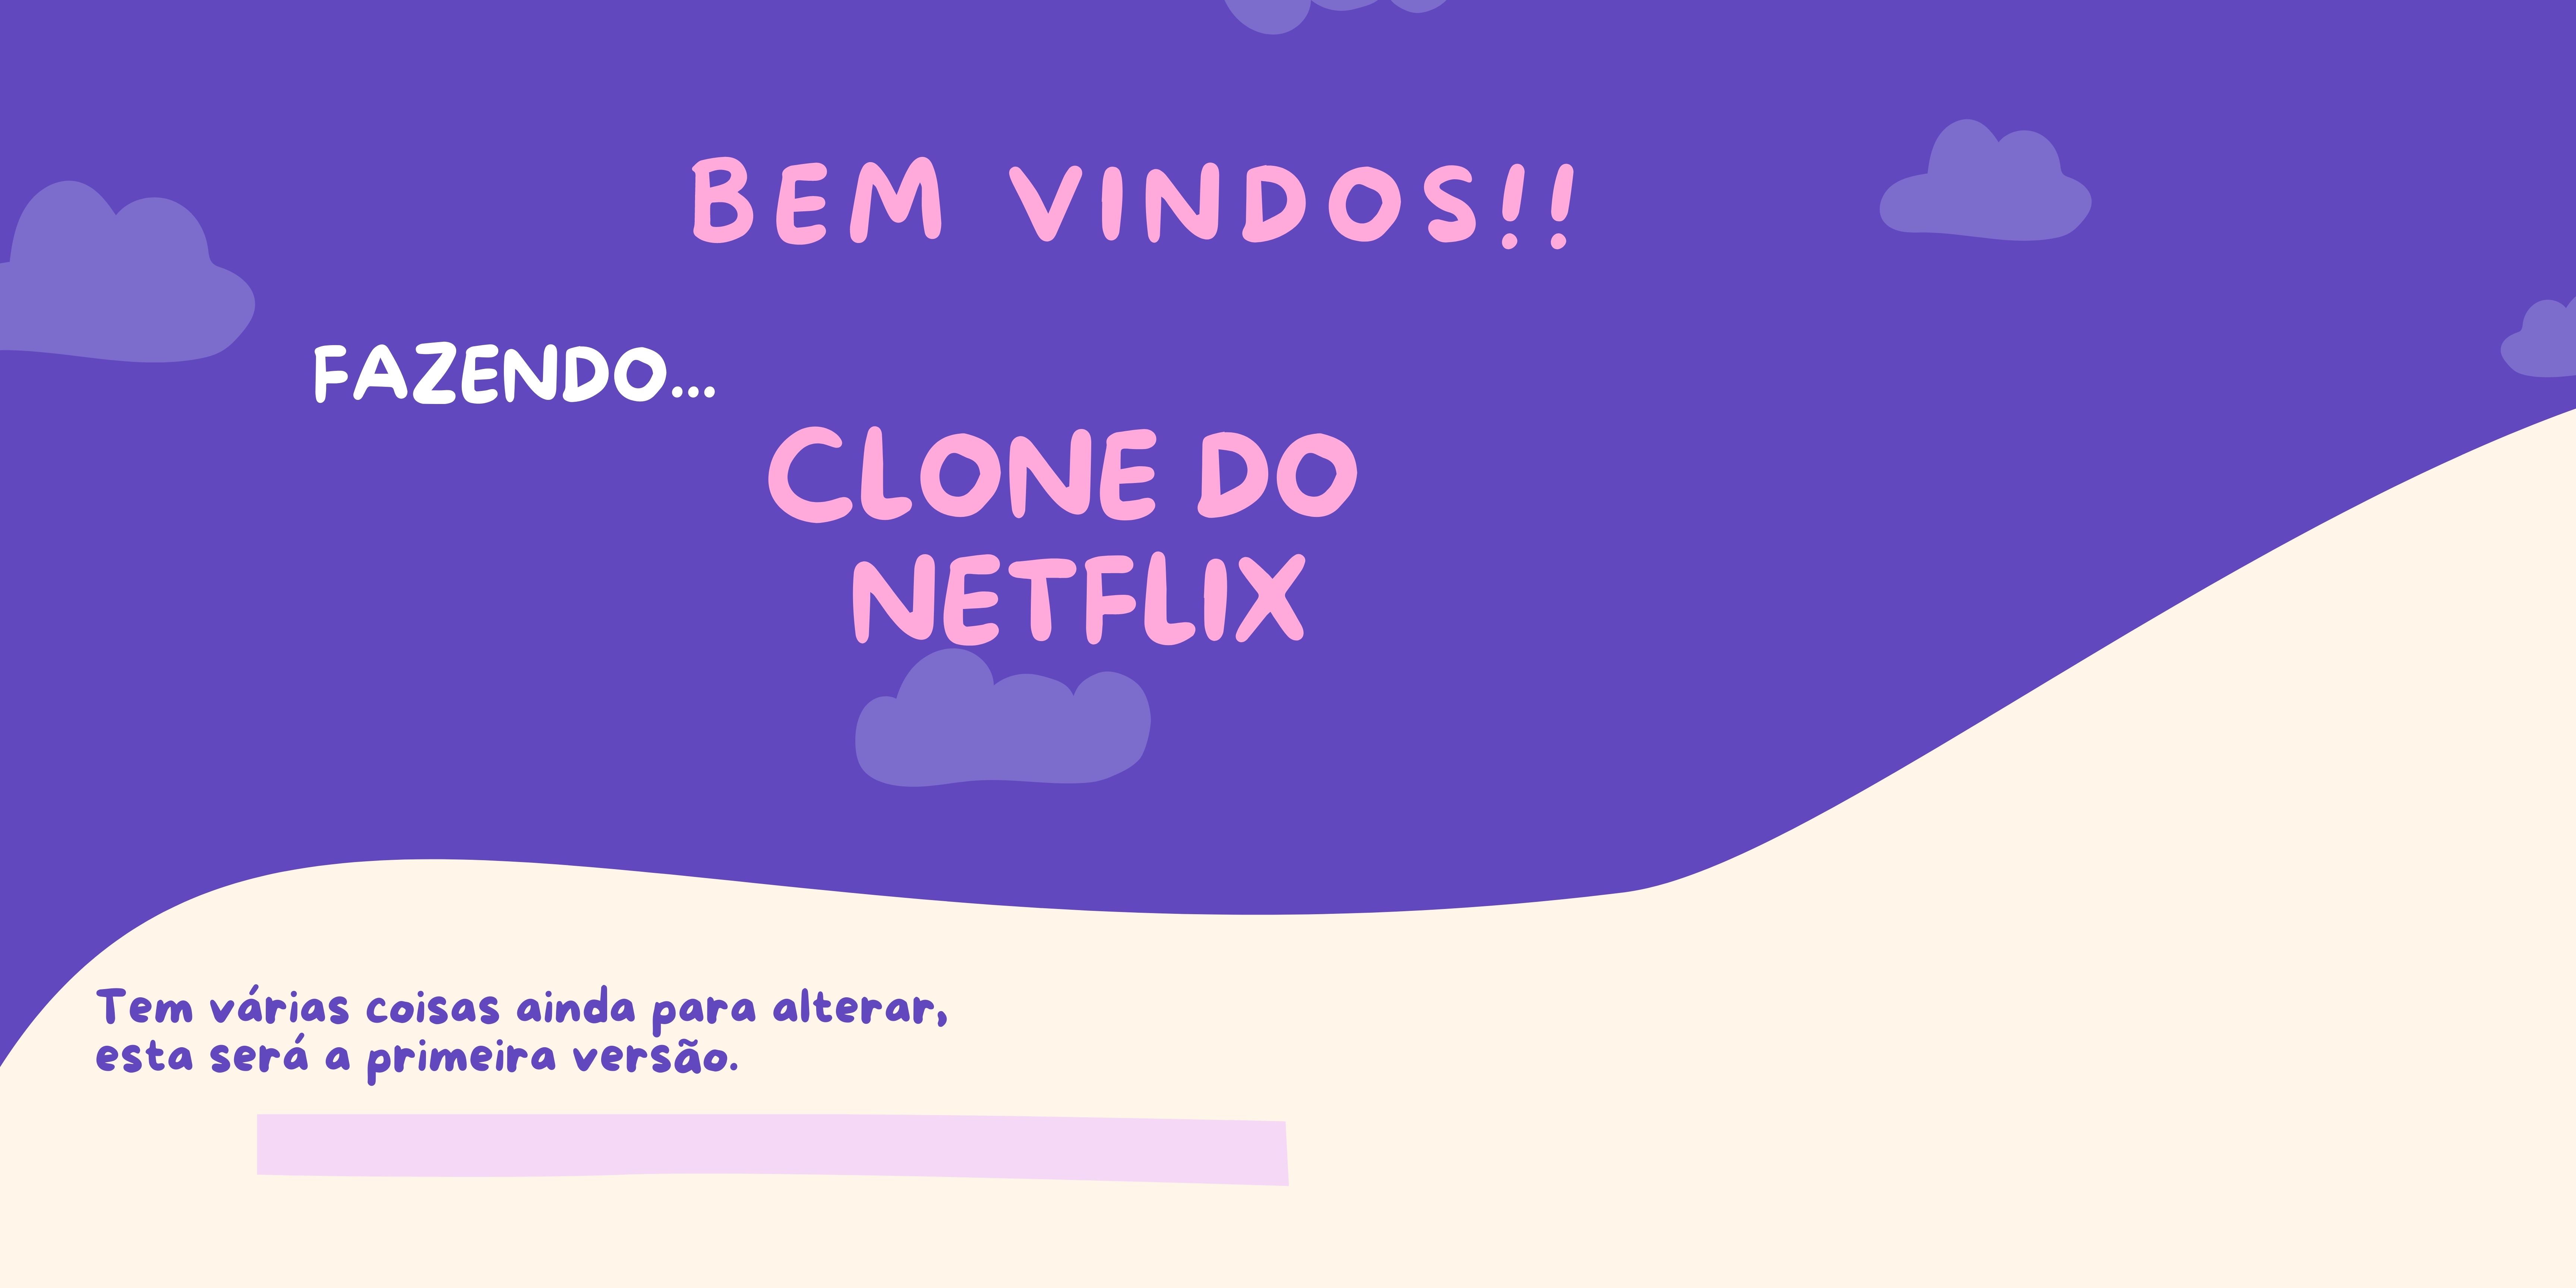 BEM VINDOS!!
FAZENDO...
CLONE DO
NETFLIX
Tem várias coisas ainda para alterar,
esta será a primeira versão.